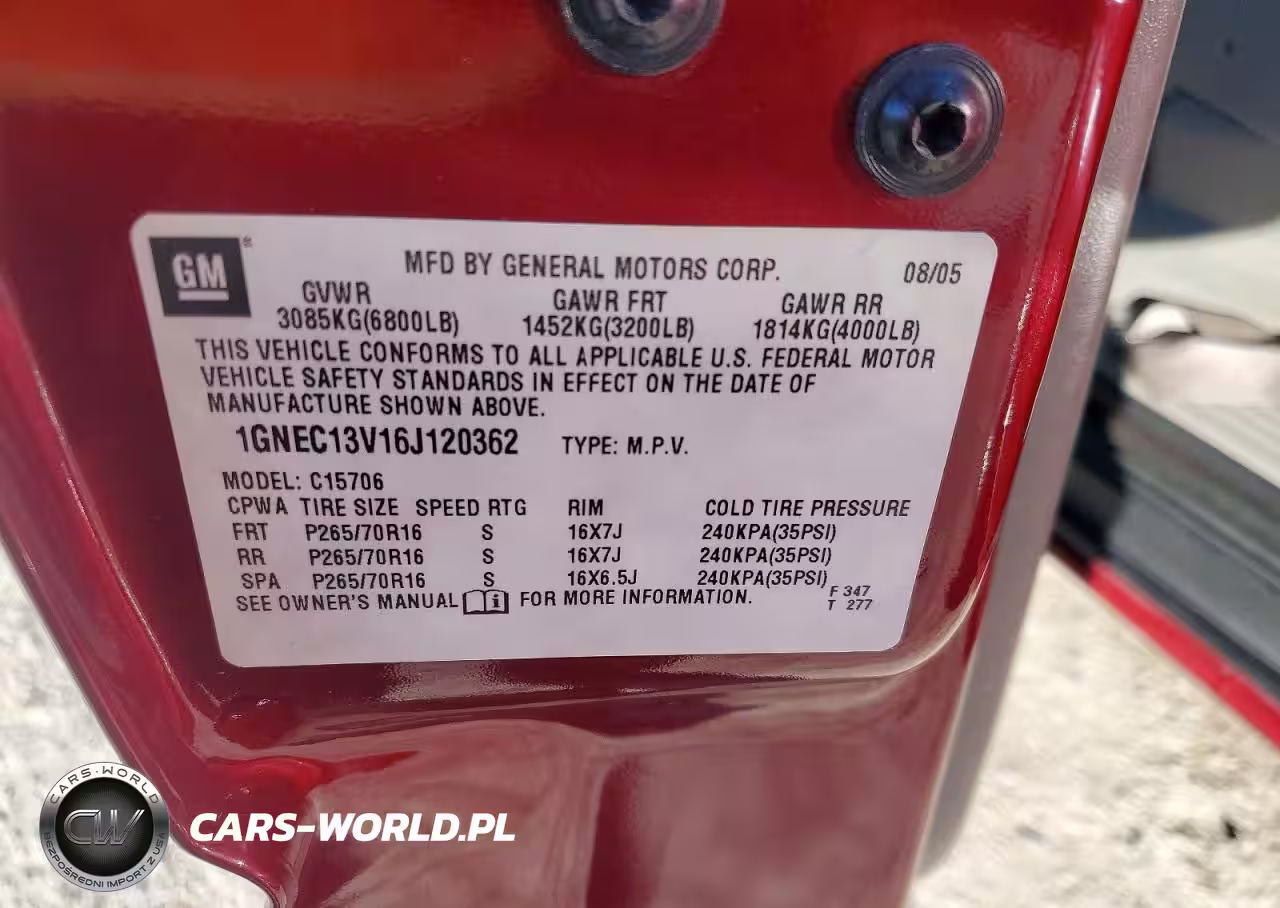 GM ®
MFD BY GENERAL MOTORS CORP. 08/05
GVWR GAWR FRT GAWR RR
3085KG(6800LB) 1452KG(3200LB) 1814KG(4000LB)
THIS VEHICLE CONFORMS TO ALL APPLICABLE U.S. FEDERAL MOTOR
VEHICLE SAFETY STANDARDS IN EFFECT ON THE DATE OF
MANUFACTURE SHOWN ABOVE.
1GNEC13V16J120362 TYPE: M.P.V.
MODEL: C15706
CPWA TIRE SIZE SPEED RTG RIM COLD TIRE PRESSURE
FRT P265/70R16 S 16X7J 240KPA(35PSI)
RR P265/70R16 S 16X7J 240KPA(35PSI)
SPA P265/70R16 S 16X6.5J 240KPA(35PSI)
SEE OWNER'S MANUAL i FOR MORE INFORMATION.
F 347
T 277
CARS-WORLD
CW
BEZPOŚREDNI IMPORT Z USA
CARS-WORLD.PL